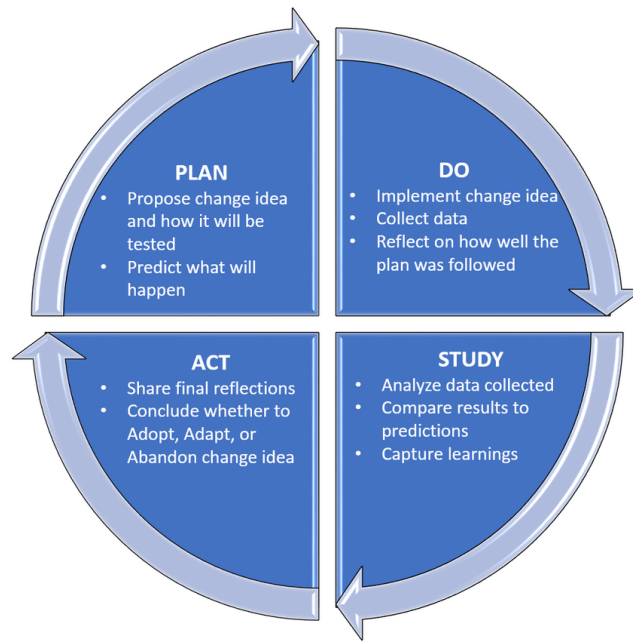 PLAN
• Propose change idea
and how it will be
tested
• Predict what will
happen
DO
• Implement change idea
• Collect data
• Reflect on how well the
plan was followed
ACT
• Share final reflections
• Conclude whether to
Adopt, Adapt, or
Abandon change idea
STUDY
• Analyze data collected
• Compare results to
predictions
• Capture learnings